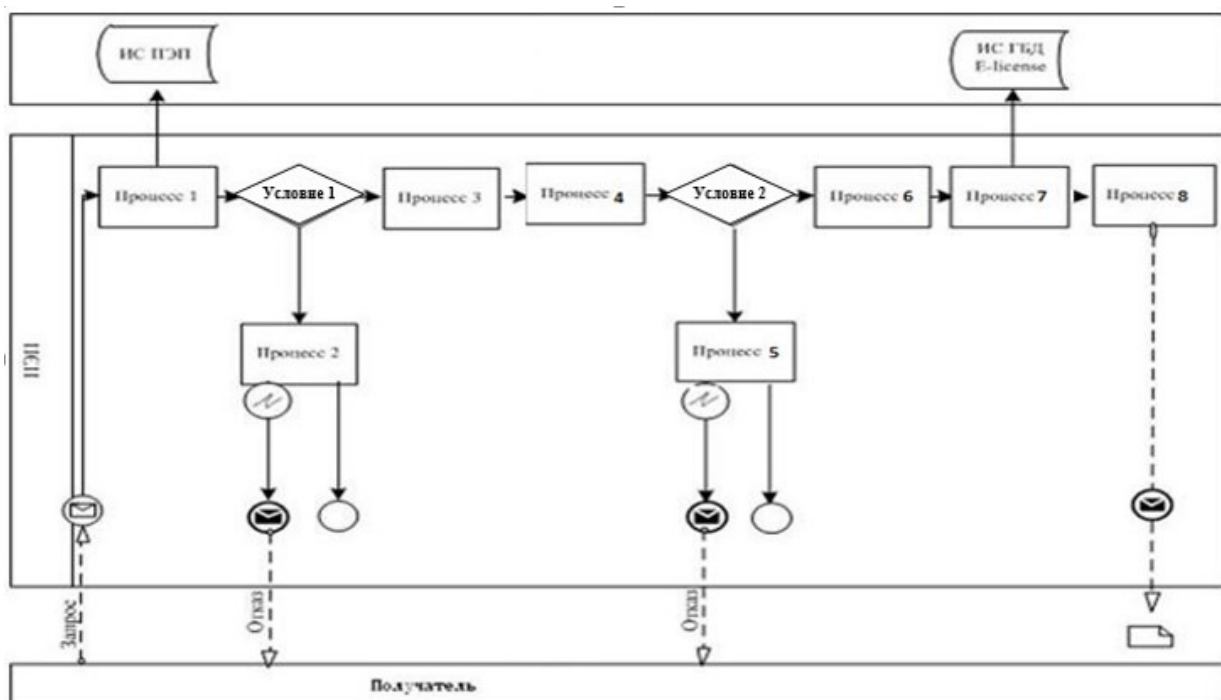 ИС ПЭП
ИС ГБД
E-license
Процесс 1
Условие 1
Процесс 3
Процесс 4
Условие 2
Процесс 6
Процесс 7
Процесс 8
Процесс 2
Процесс 5
ПЭП
Запрос
Отказ
Отказ
Получатель